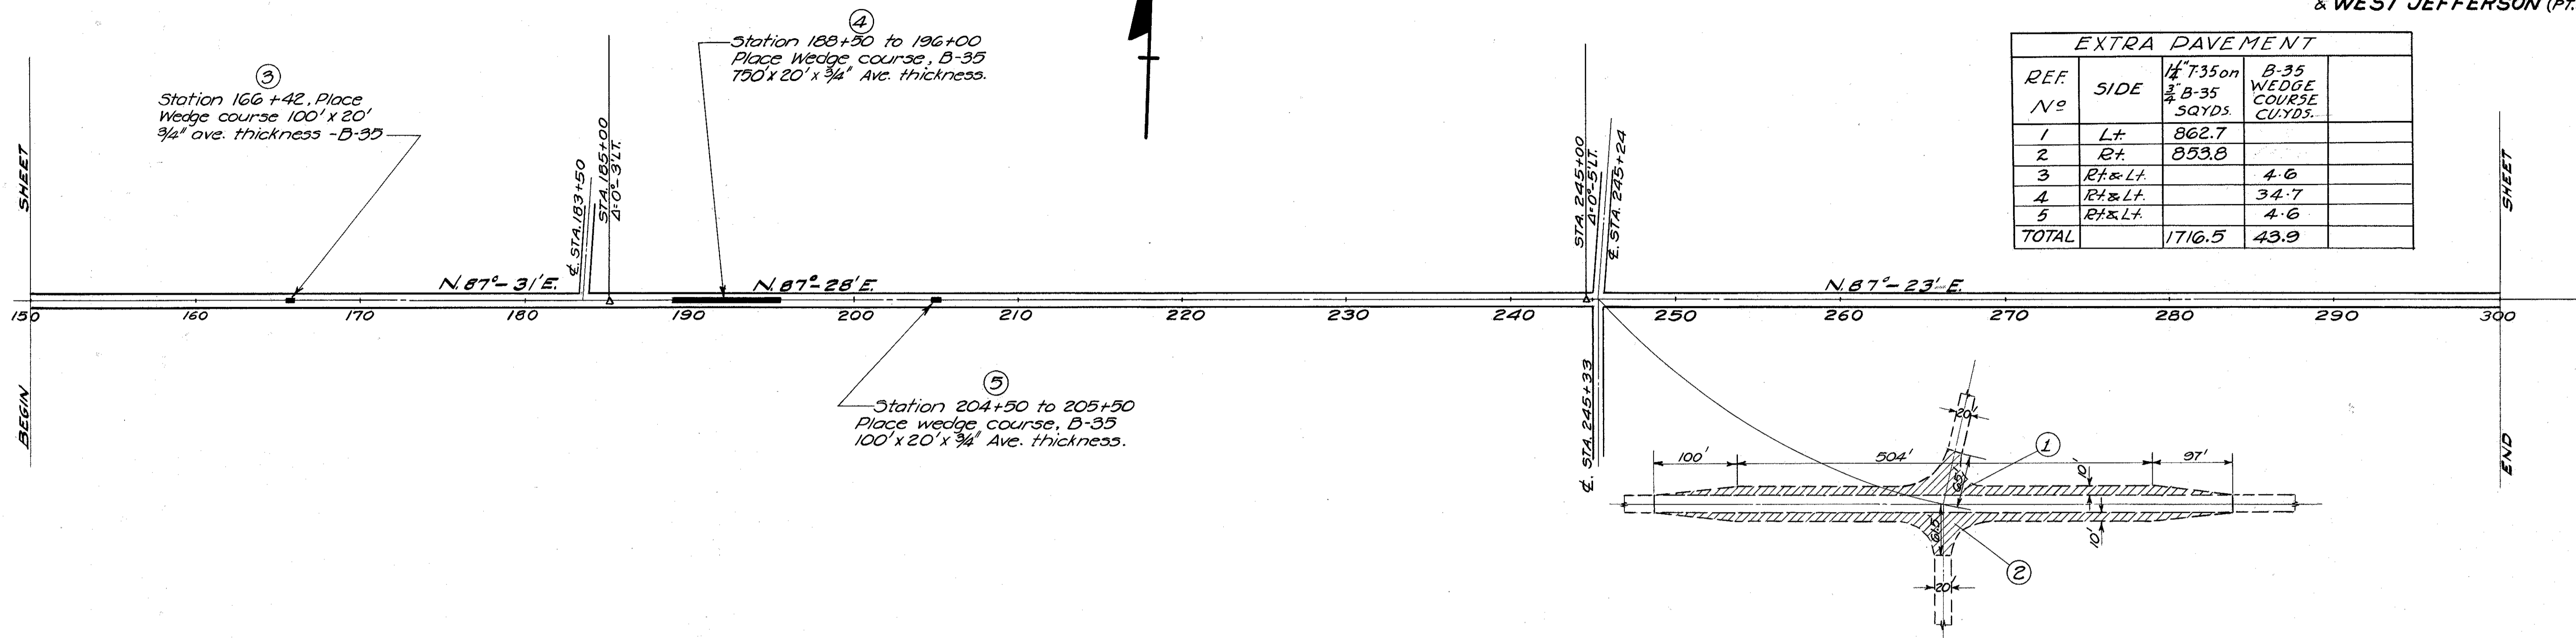 & WEST JEFFERSON (PT.
③
Station 166+42, Place
Wedge course 100' x 20'
3/4" ave. thickness -B-35
④
Station 188+50 to 196+00
Place Wedge course, B-35
750' x 20' x 3/4" Ave. thickness.
EXTRA PAVEMENT
REF. Nº SIDE 1¼" T-35 on ¾" B-35 SQ.YDS. B-35 WEDGE COURSE CU.YDS.
1 Lt. 862.7
2 Rt. 853.8
3 Rt. & Lt. 4.6
4 Rt. & Lt. 34.7
5 Rt. & Lt. 4.6
TOTAL 1716.5 43.9
SHEET
BEGIN
℄ STA. 183+50
STA. 185+00
Δ=0°-3' LT.
STA. 245+00
Δ=0°-5' LT.
℄ STA. 245+24
℄ STA. 245+33
SHEET
END
N. 87°-31' E.
N. 87°-28' E.
N. 87°-23' E.
150 160 170 180 190 200 210 220 230 240 250 260 270 280 290 300
⑤
Station 204+50 to 205+50
Place wedge course, B-35
100' x 20' x 3/4" Ave. thickness.
20'
①
100' 504' 97'
10'
10'
②
20'